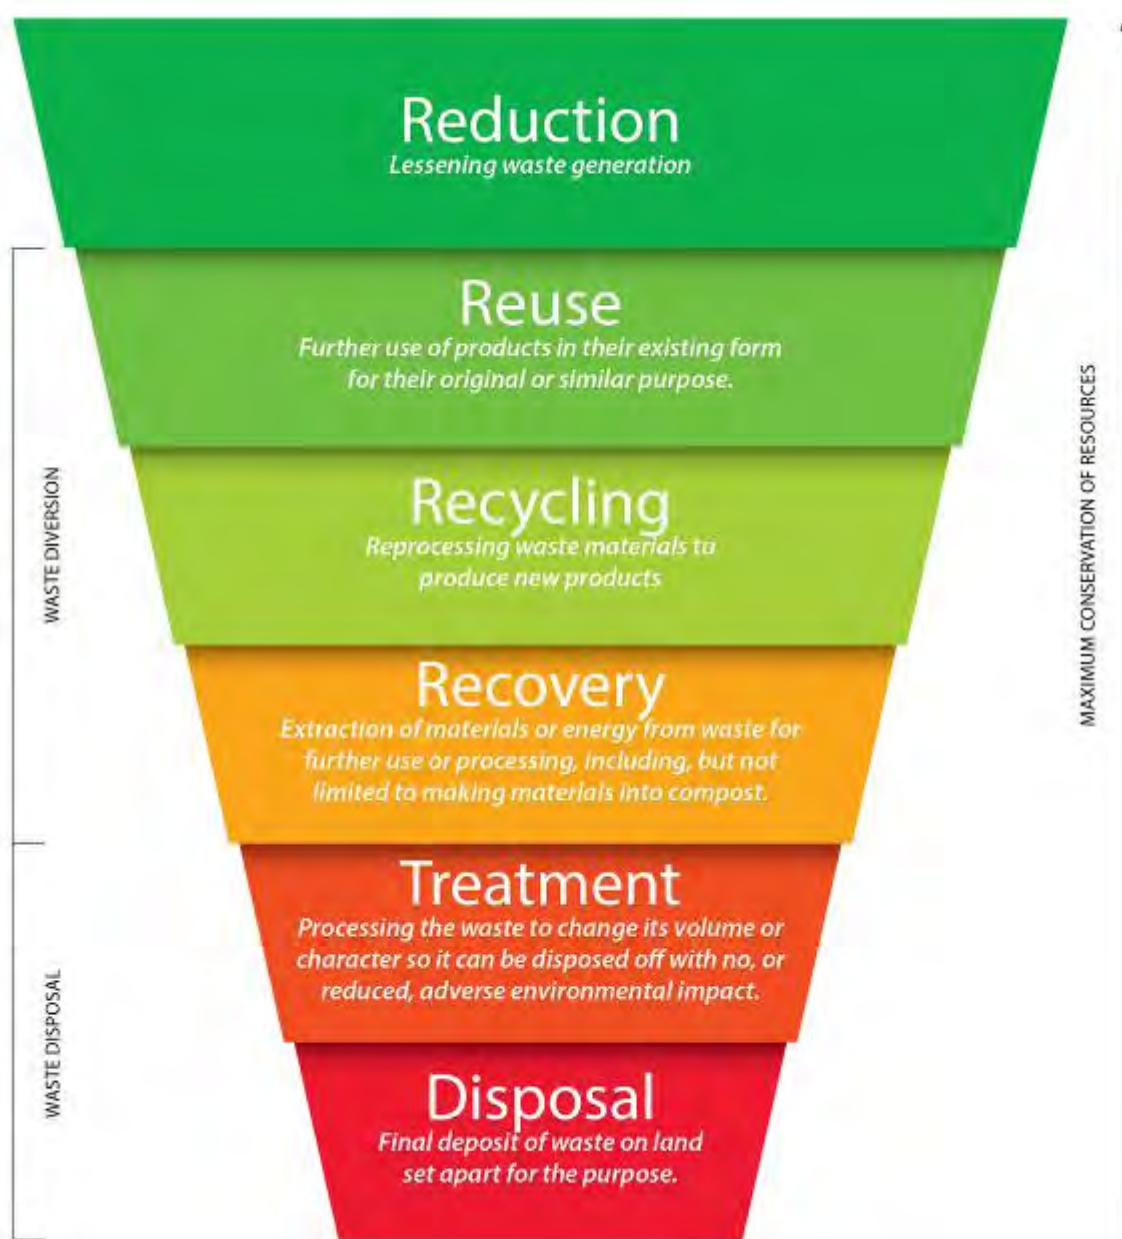 Reduction
Lessening waste generation
Reuse
Further use of products in their existing form
for their original or similar purpose.
Recycling
Reprocessing waste materials to
produce new products
Recovery
Extraction of materials or energy from waste for
further use or processing, including, but not
limited to making materials into compost.
Treatment
Processing the waste to change its volume or
character so it can be disposed off with no, or
reduced, adverse environmental impact.
Disposal
Final deposit of waste on land
set apart for the purpose.
WASTE DIVERSION
WASTE DISPOSAL
MAXIMUM CONSERVATION OF RESOURCES